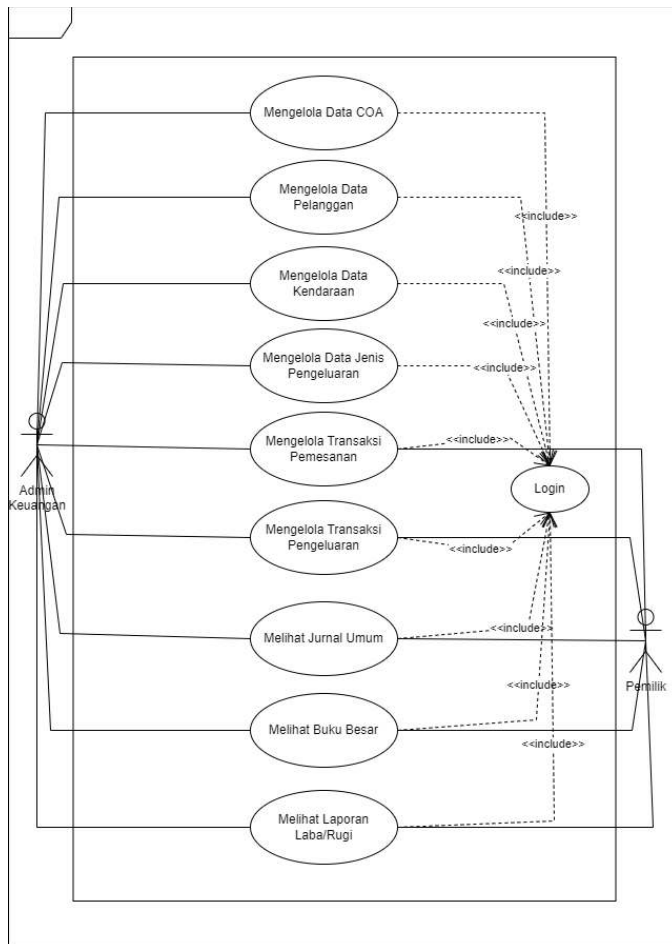 Mengelola Data COA
Mengelola Data
Pelanggan
<<include>>
Mengelola Data
Kendaraan
<<include>>
<<include>>
Mengelola Data Jenis
Pengeluaran
<<include>>
Mengelola Transaksi
Pemesanan
<<include>>
Admin
Keuangan
Login
Mengelola Transaksi
Pengeluaran
<<include>>
Melihat Jurnal Umum
<<include>>
Pemilik
<<include>>
Melihat Buku Besar
<<include>>
Melihat Laporan
Laba/Rugi